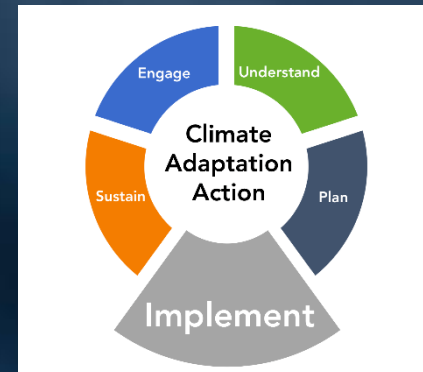 Engage
Understand
Climate
Adaptation
Action
Sustain
Plan
Implement